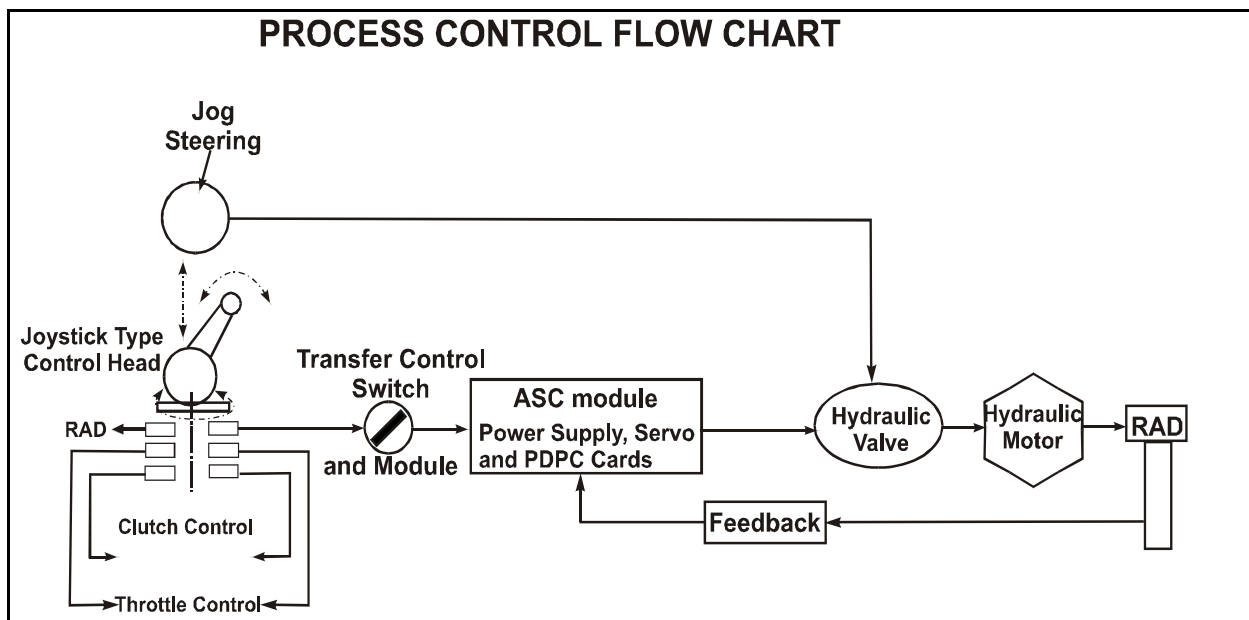 PROCESS CONTROL FLOW CHART
Jog
Steering
Joystick Type
Control Head
Transfer Control
Switch
and Module
ASC module
Power Supply, Servo
and PDPC Cards
Hydraulic
Valve
Hydraulic
Motor
RAD
RAD
Feedback
Clutch Control
Throttle Control